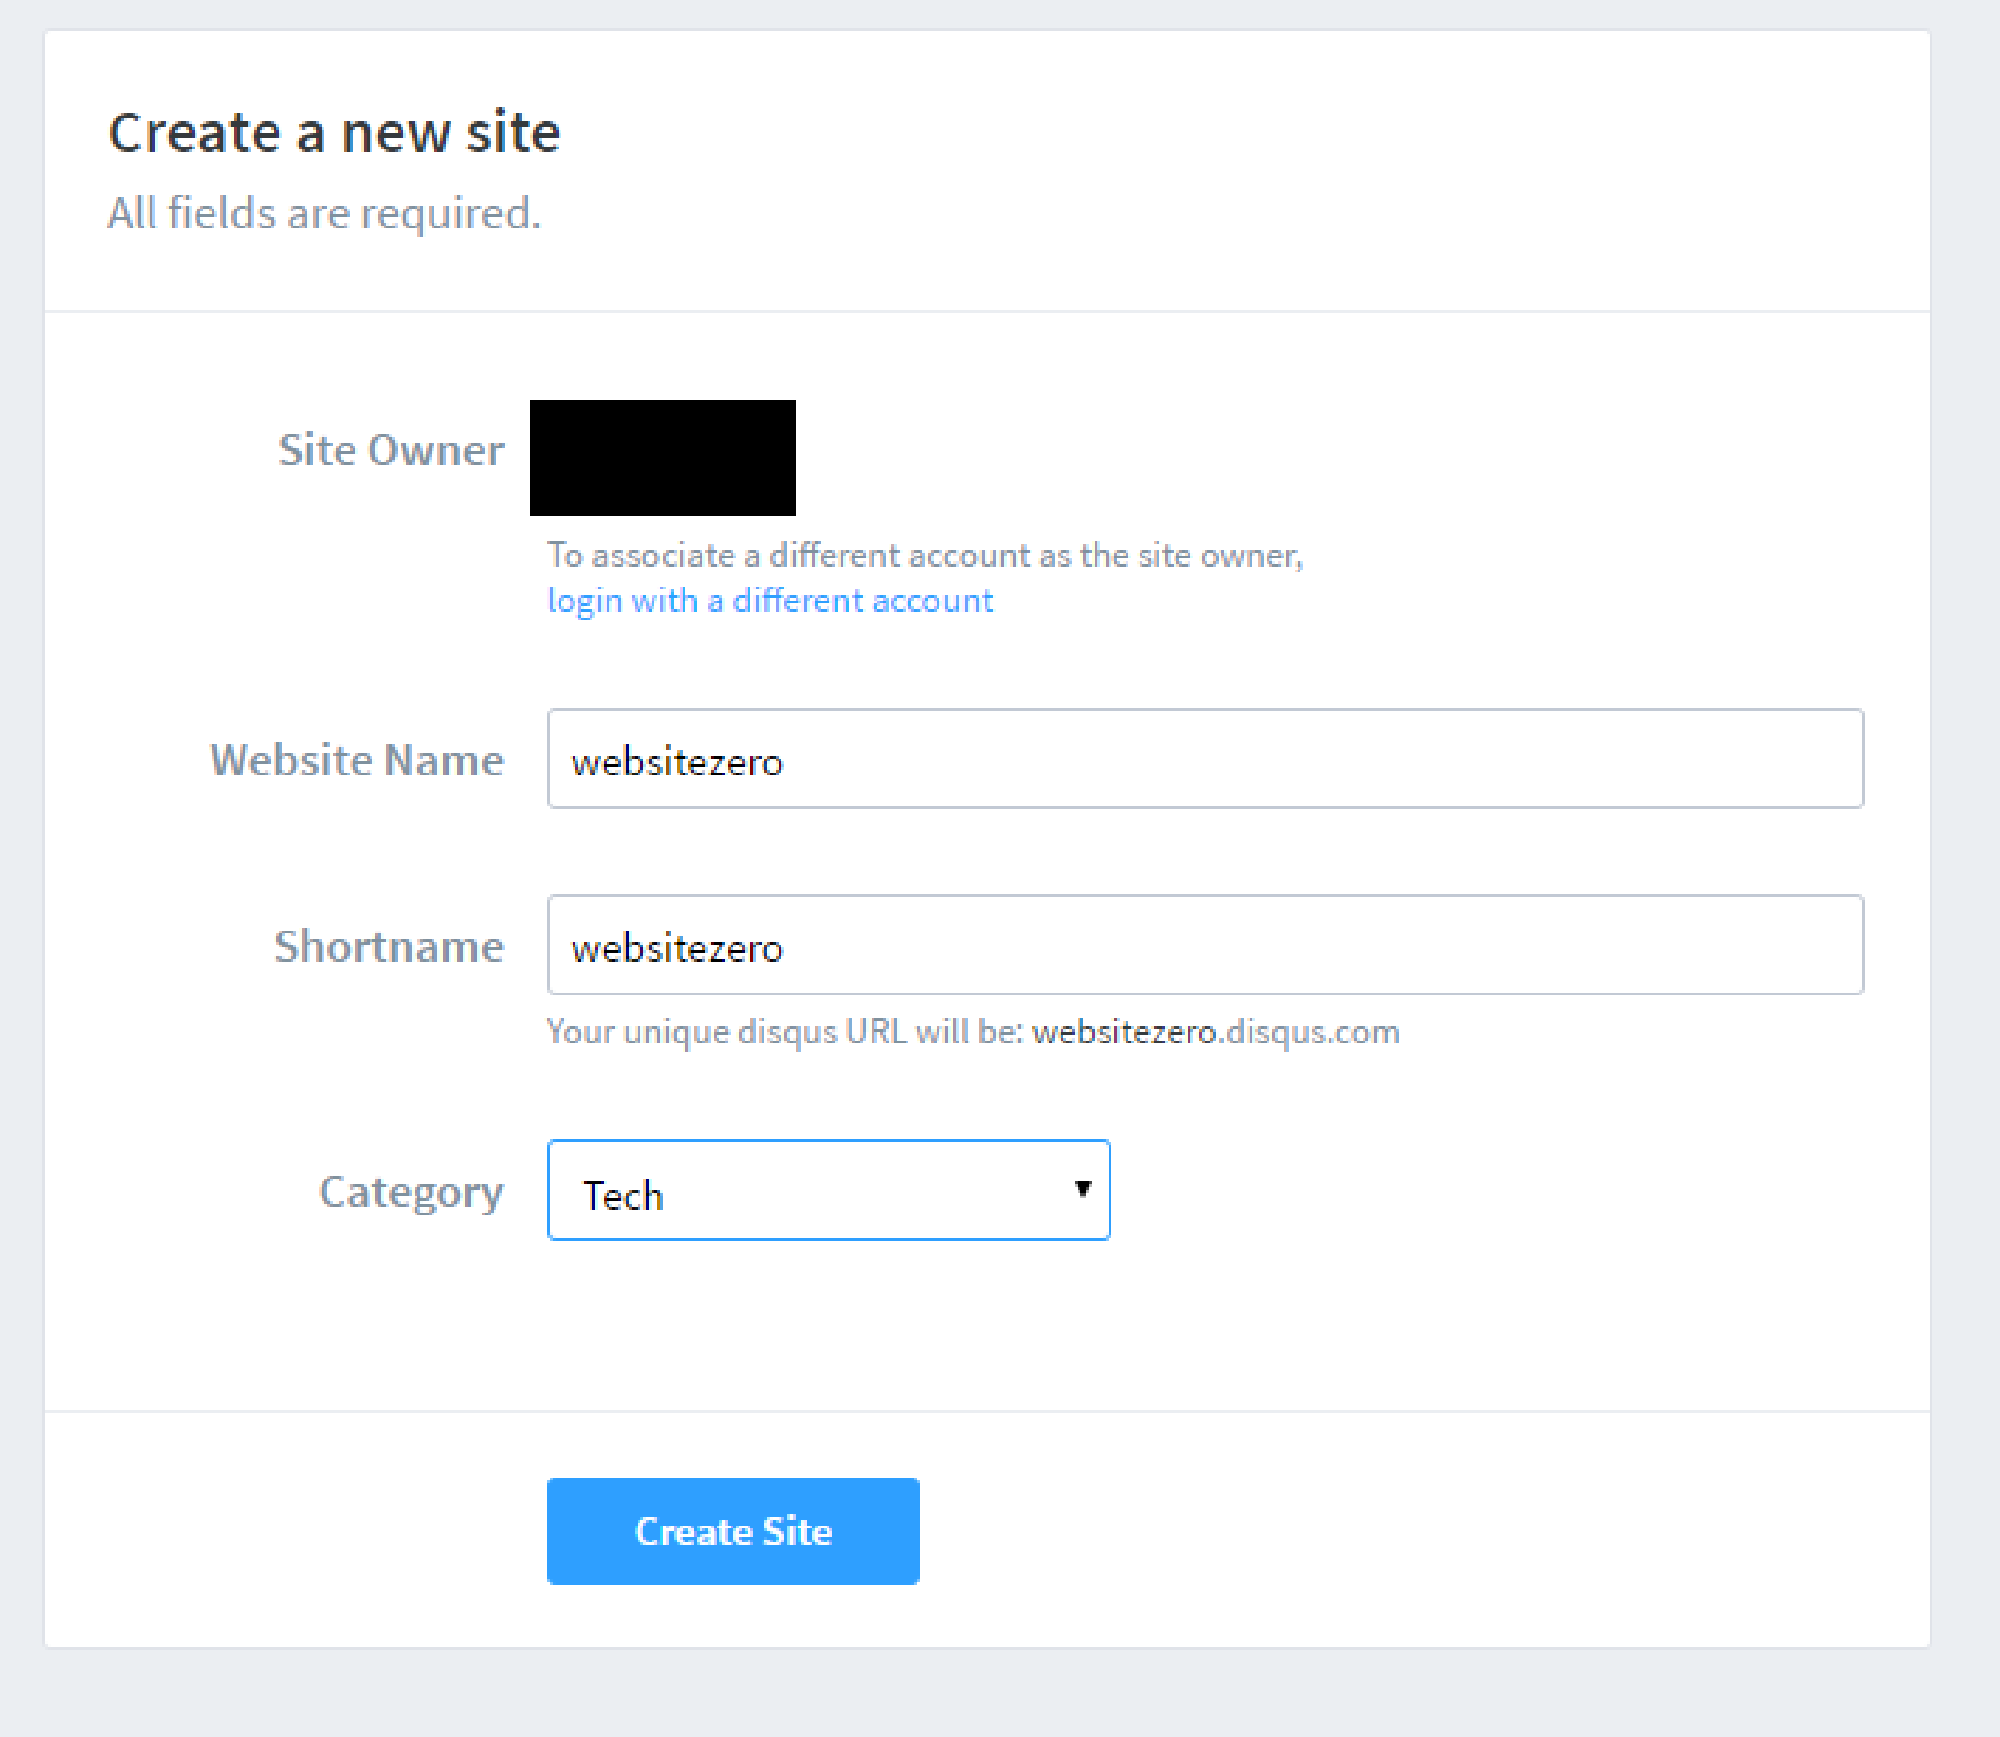 Create a new site
All fields are required.
Site Owner
To associate a different account as the site owner,
login with a different account
Website Name
websitezero
Shortname
websitezero
Your unique disqus URL will be: websitezero.disqus.com
Category
Tech
Create Site